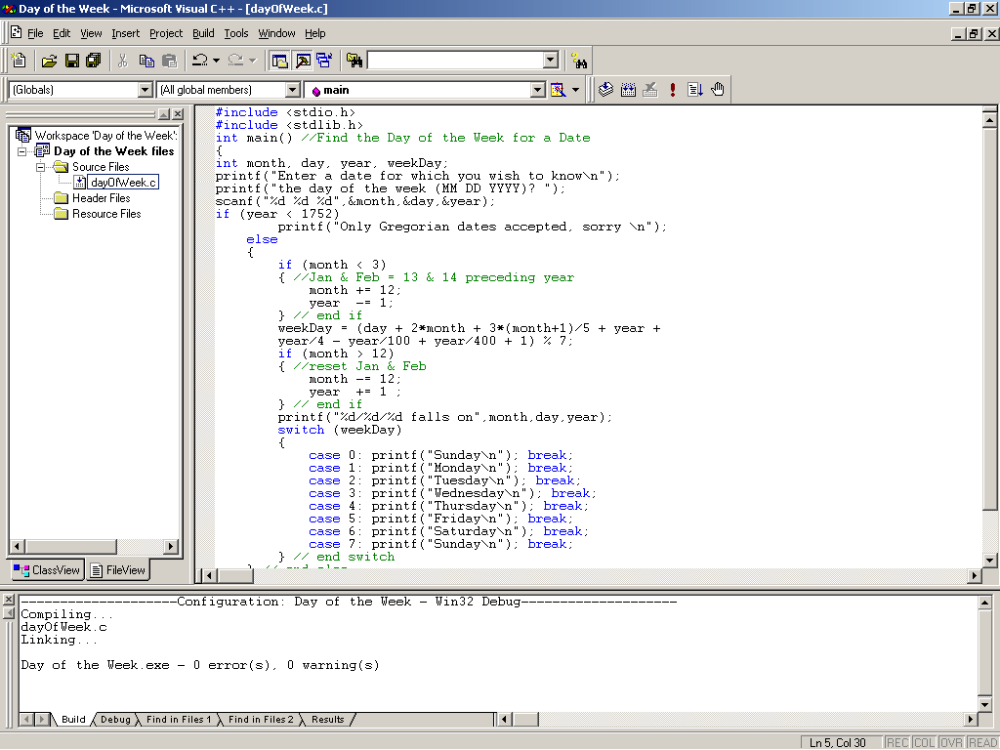 Day of the Week - Microsoft Visual C++ - [dayOfWeek.c]
File Edit View Insert Project Build Tools Window Help
(Globals) (All global members) main
Workspace 'Day of the Week':
Day of the Week files
Source Files
dayOfWeek.c
Header Files
Resource Files
ClassView FileView
#include <stdio.h>
#include <stdlib.h>
int main() //Find the Day of the Week for a Date
{
int month, day, year, weekDay;
printf("Enter a date for which you wish to know\n");
printf("the day of the week (MM DD YYYY)? ");
scanf("%d %d %d",&month,&day,&year);
if (year < 1752)
        printf("Only Gregorian dates accepted, sorry \n");
    else
    {
        if (month < 3)
        { //Jan & Feb = 13 & 14 preceding year
            month += 12;
            year  -= 1;
        } // end if
        weekDay = (day + 2*month + 3*(month+1)/5 + year +
        year/4 - year/100 + year/400 + 1) % 7;
        if (month > 12)
        { //reset Jan & Feb
            month -= 12;
            year  += 1 ;
        } // end if
        printf("%d/%d/%d falls on",month,day,year);
        switch (weekDay)
        {
            case 0: printf("Sunday\n"); break;
            case 1: printf("Monday\n"); break;
            case 2: printf("Tuesday\n"); break;
            case 3: printf("Wednesday\n"); break;
            case 4: printf("Thursday\n"); break;
            case 5: printf("Friday\n"); break;
            case 6: printf("Saturday\n"); break;
            case 7: printf("Sunday\n"); break;
        } // end switch
    } // end else
--------------------Configuration: Day of the Week - Win32 Debug--------------------
Compiling...
dayOfWeek.c
Linking...
Day of the Week.exe - 0 error(s), 0 warning(s)
Build Debug Find in Files 1 Find in Files 2 Results
Ln 5, Col 30 REC COL OVR READ